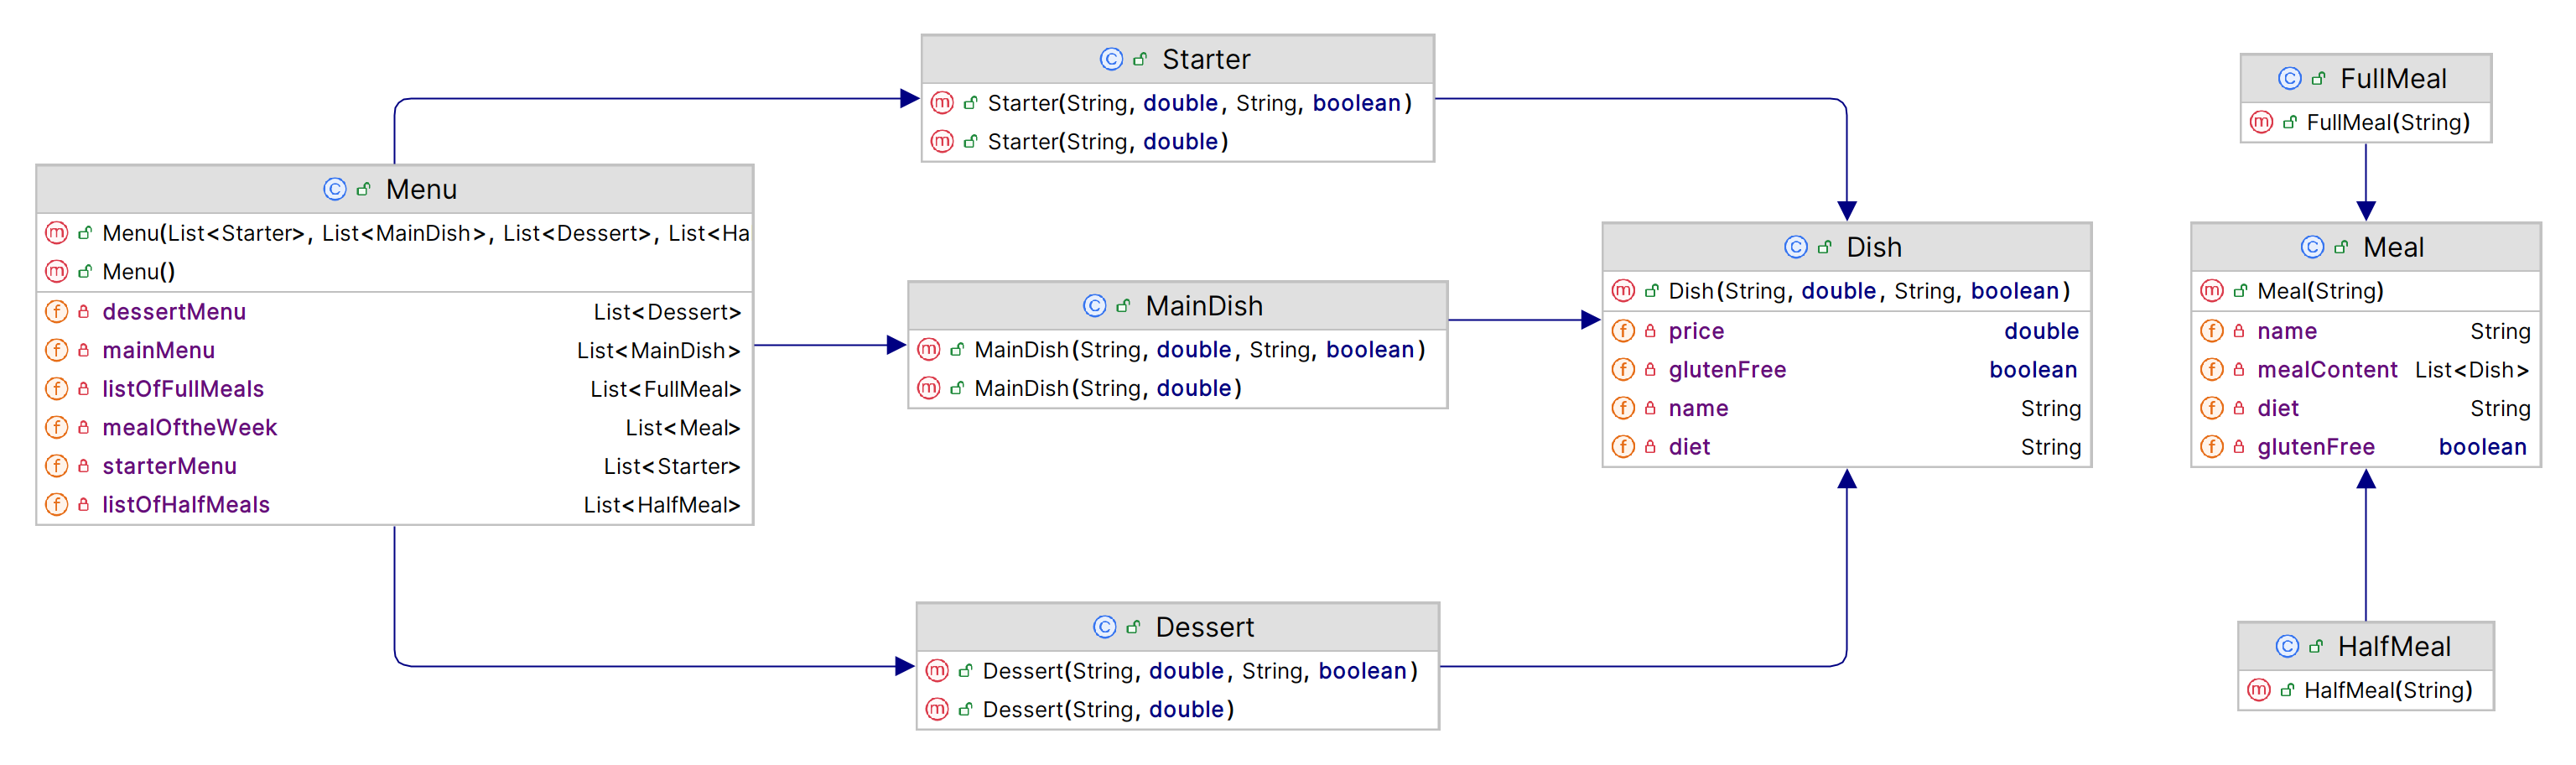 Menu
Menu(List<Starter>, List<MainDish>, List<Dessert>, List<Ha
Menu()
dessertMenu List<Dessert>
mainMenu List<MainDish>
listOfFullMeals List<FullMeal>
mealOftheWeek List<Meal>
starterMenu List<Starter>
listOfHalfMeals List<HalfMeal>
Starter
Starter(String, double, String, boolean)
Starter(String, double)
MainDish
MainDish(String, double, String, boolean)
MainDish(String, double)
Dessert
Dessert(String, double, String, boolean)
Dessert(String, double)
Dish
Dish(String, double, String, boolean)
price double
glutenFree boolean
name String
diet String
FullMeal
FullMeal(String)
Meal
Meal(String)
name String
mealContent List<Dish>
diet String
glutenFree boolean
HalfMeal
HalfMeal(String)